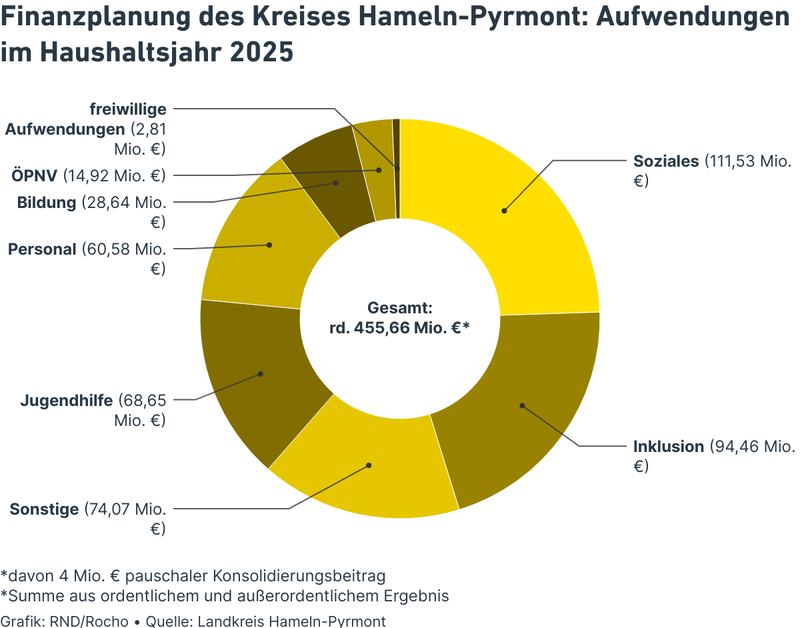 Finanzplanung des Kreises Hameln-Pyrmont: Aufwendungen
im Haushaltsjahr 2025
freiwillige
Aufwendungen (2,81
Mio. €)
ÖPNV (14,92 Mio. €)
Bildung (28,64 Mio.
€)
Personal (60,58 Mio.
€)
Jugendhilfe (68,65
Mio. €)
Sonstige (74,07 Mio.
€)
Gesamt:
rd. 455,66 Mio. €*
Soziales (111,53 Mio.
€)
Inklusion (94,46 Mio.
€)
*davon 4 Mio. € pauschaler Konsolidierungsbeitrag
*Summe aus ordentlichem und außerordentlichem Ergebnis
Grafik: RND/Rocho • Quelle: Landkreis Hameln-Pyrmont